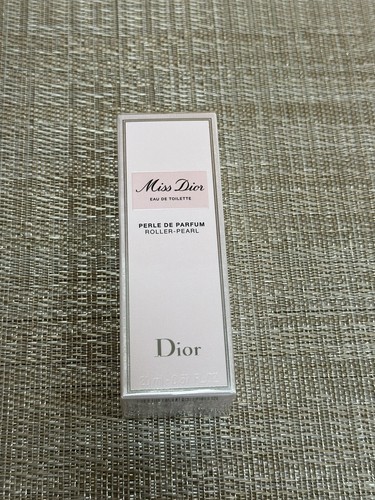 Miss Dior
EAU DE TOILETTE
PERLE DE PARFUM
ROLLER-PEARL
Dior